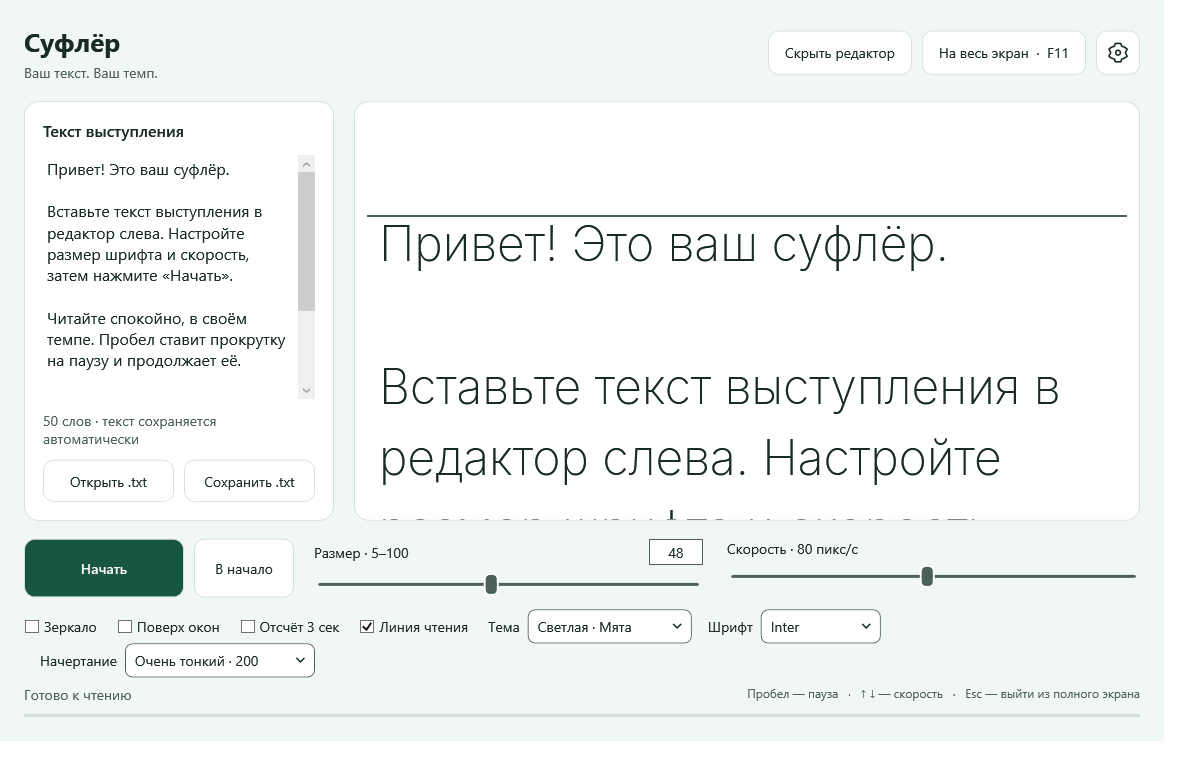 Суфлёр
Ваш текст. Ваш темп.
Скрыть редактор
На весь экран · F11
Текст выступления
Привет! Это ваш суфлёр.
Вставьте текст выступления в
редактор слева. Настройте
размер шрифта и скорость,
затем нажмите «Начать».
Читайте спокойно, в своём
темпе. Пробел ставит прокрутку
на паузу и продолжает её.
50 слов · текст сохраняется
автоматически
Открыть .txt
Сохранить .txt
Привет! Это ваш суфлёр.
Вставьте текст выступления в
редактор слева. Настройте
Начать
В начало
Размер · 5–100
48
Скорость · 80 пикс/с
Зеркало
Поверх окон
Отсчёт 3 сек
Линия чтения
Тема
Светлая · Мята
Шрифт
Inter
Начертание
Очень тонкий · 200
Готово к чтению
Пробел — пауза · ↑↓ — скорость · Esc — выйти из полного экрана